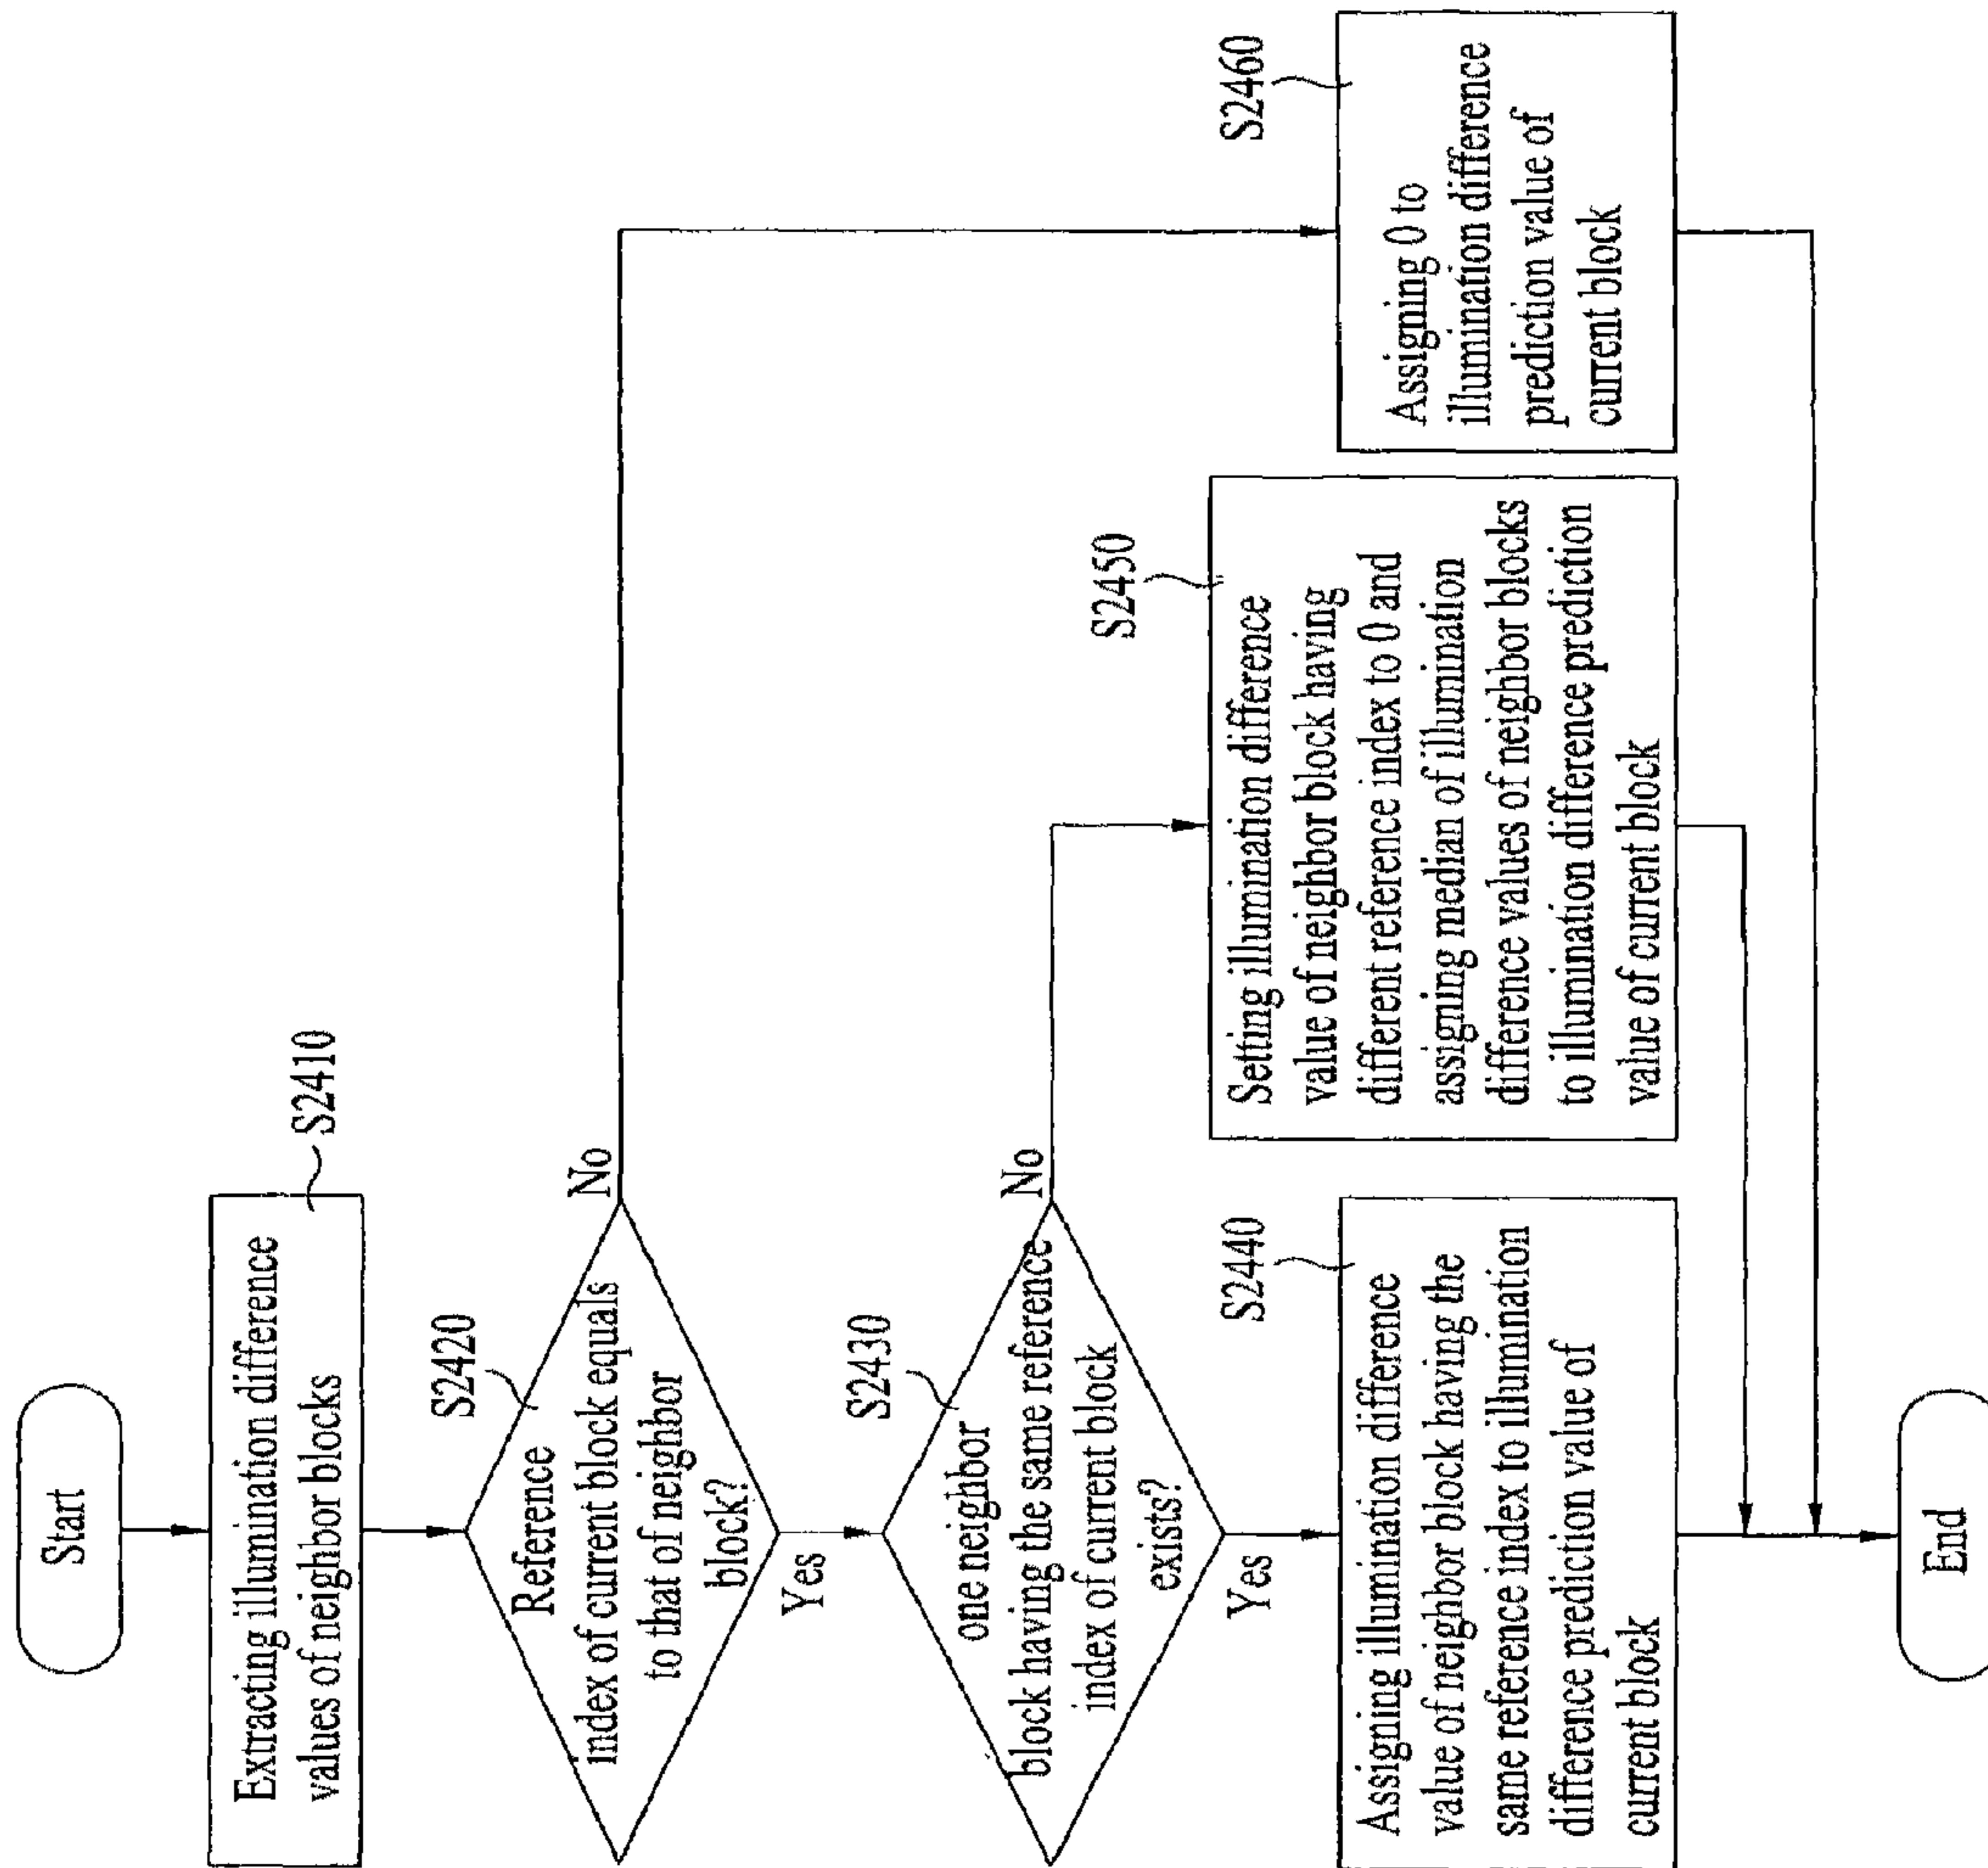 Start
Extracting illumination difference
values of neighbor blocks
S2410
S2420
Reference
index of current block equals
to that of neighbor
block?
No
Yes
S2430
one neighbor
block having the same reference
index of current block
exists?
No
Yes
S2440
Assigning illumination difference
value of neighbor block having the
same reference index to illumination
difference prediction value of
current block
S2450
Setting illumination difference
value of neighbor block having
different reference index to 0 and
assigning median of illumination
difference values of neighbor blocks
to illumination difference prediction
value of current block
S2460
Assigning 0 to
illumination difference
prediction value of
current block
End